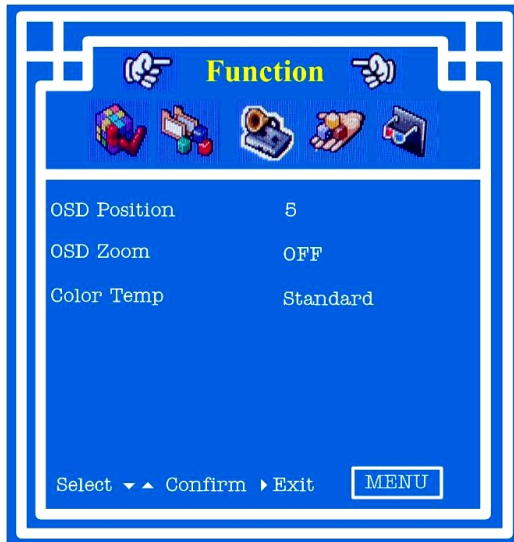 Function
OSD Position 5
OSD Zoom OFF
Color Temp Standard
Select ▾ ▴ Confirm ▸ Exit MENU